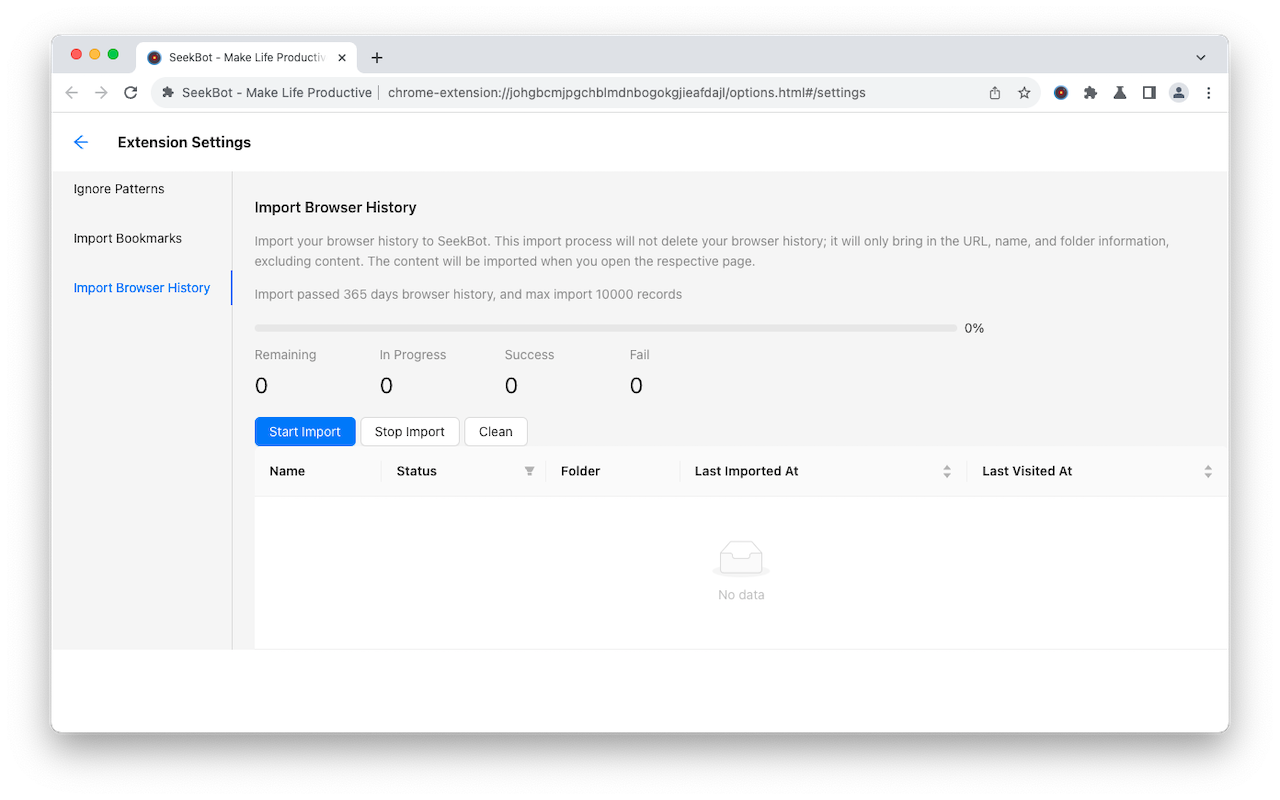 SeekBot - Make Life Productiv
SeekBot - Make Life Productive chrome-extension://johgbcmjpgchblmdnbogokgjieafdajl/options.html#/settings
Extension Settings
Ignore Patterns
Import Bookmarks
Import Browser History
Import Browser History
Import your browser history to SeekBot. This import process will not delete your browser history; it will only bring in the URL, name, and folder information,
excluding content. The content will be imported when you open the respective page.
Import passed 365 days browser history, and max import 10000 records
0%
Remaining In Progress Success Fail
0 0 0 0
Start Import Stop Import Clean
Name Status Folder Last Imported At Last Visited At
No data